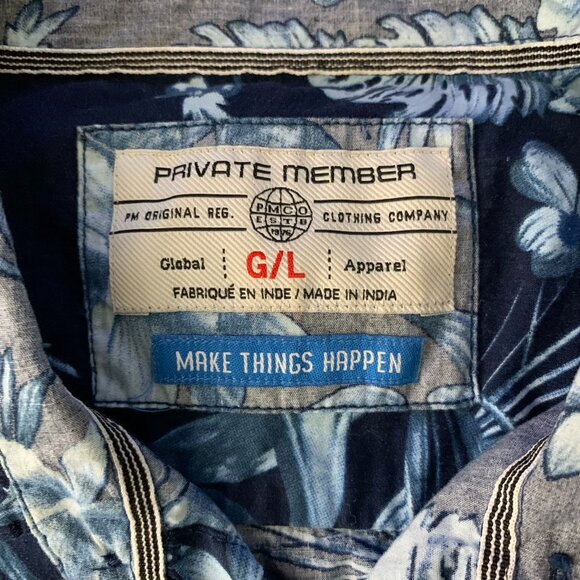 PRIVATE MEMBER
PM ORIGINAL REG.
PMCO
ESTB
1976
CLOTHING COMPANY
Global
G/L
Apparel
FABRIQUÉ EN INDE / MADE IN INDIA
MAKE THINGS HAPPEN